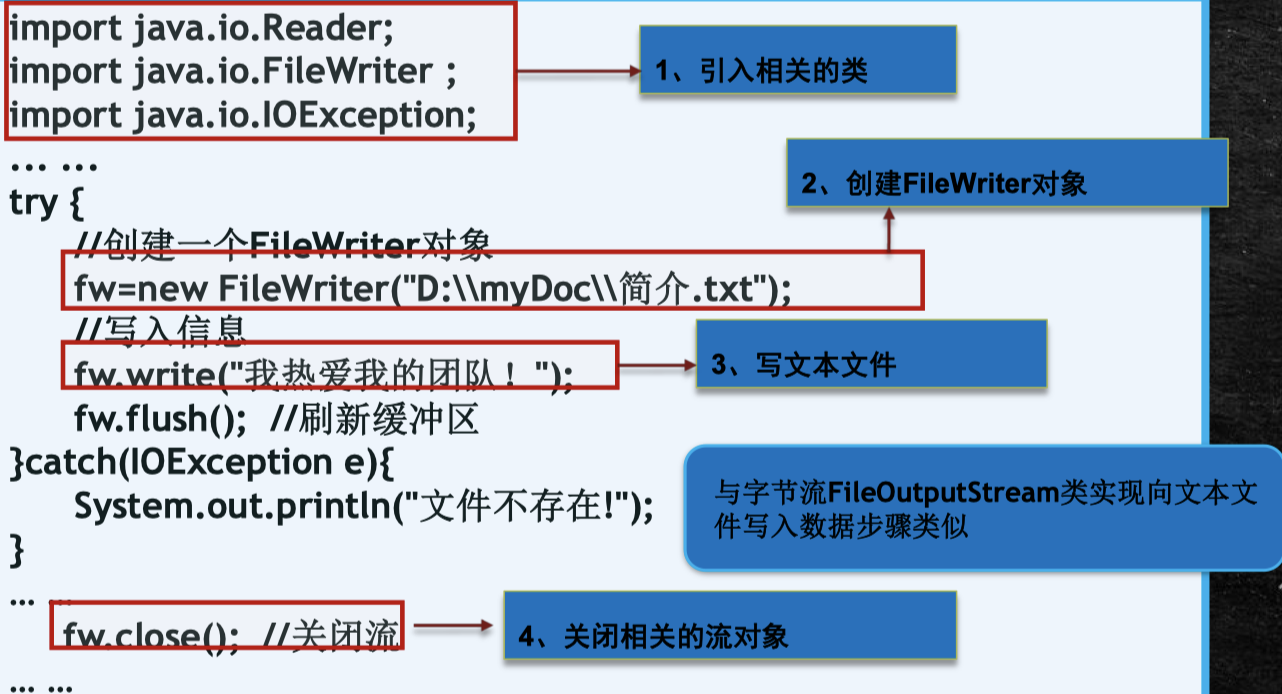 import java.io.Reader;
import java.io.FileWriter ;
import java.io.IOException;
1、引入相关的类
... ...
2、创建FileWriter对象
try {
//创建一个FileWriter对象
fw=new FileWriter("D:\\myDoc\\简介.txt");
//写入信息
3、写文本文件
fw.write("我热爱我的团队！");
fw.flush(); //刷新缓冲区
}catch(IOException e){
System.out.println("文件不存在!");
}
与字节流FileOutputStream类实现向文本文
件写入数据步骤类似
... ...
fw.close(); //关闭流
4、关闭相关的流对象
... ...